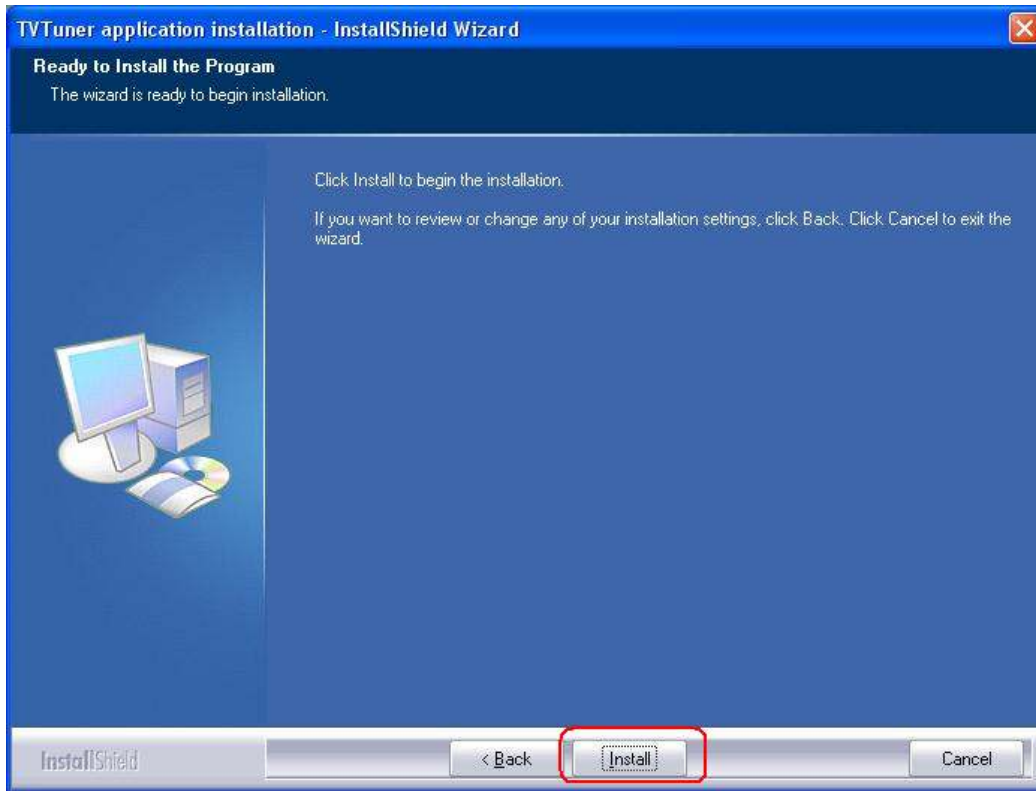 TVTuner application installation - InstallShield Wizard
Ready to Install the Program
The wizard is ready to begin installation.
Click Install to begin the installation.
If you want to review or change any of your installation settings, click Back. Click Cancel to exit the
wizard.
InstallShield
< Back
Install
Cancel